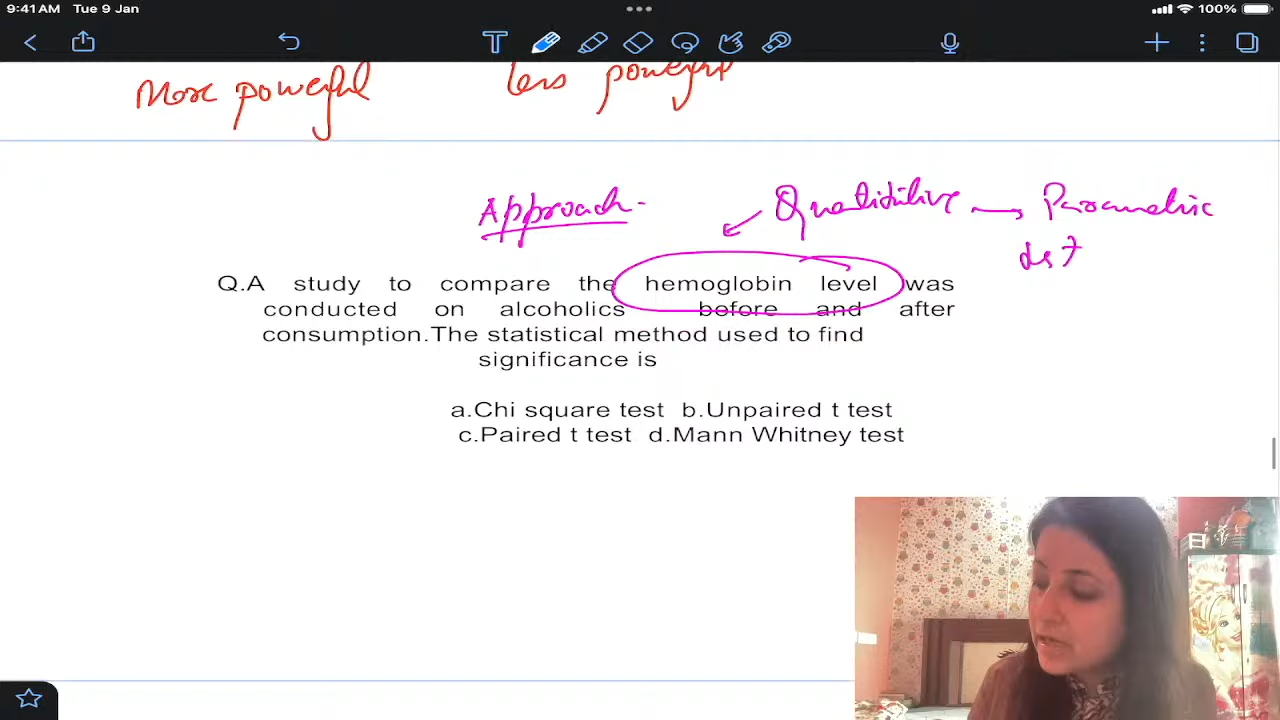 9:41 AM Tue 9 Jan
100%
More powerful
less powerful
Approach.
Quantitative → Parametric
Q.A study to compare the hemoglobin level was
conducted on alcoholics before and after
consumption.The statistical method used to find
significance is
a.Chi square test b.Unpaired t test
c.Paired t test d.Mann Whitney test